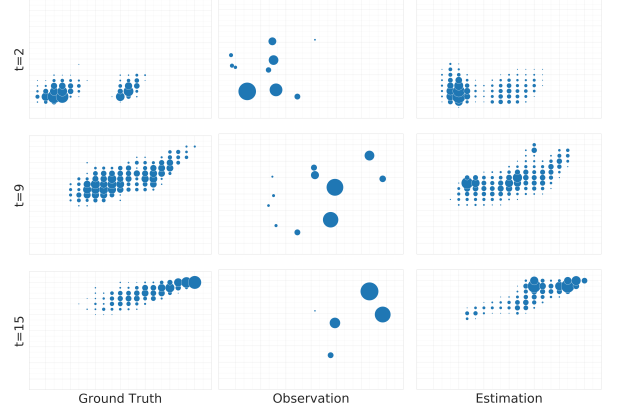 t=2
t=9
t=15
Ground Truth
Observation
Estimation